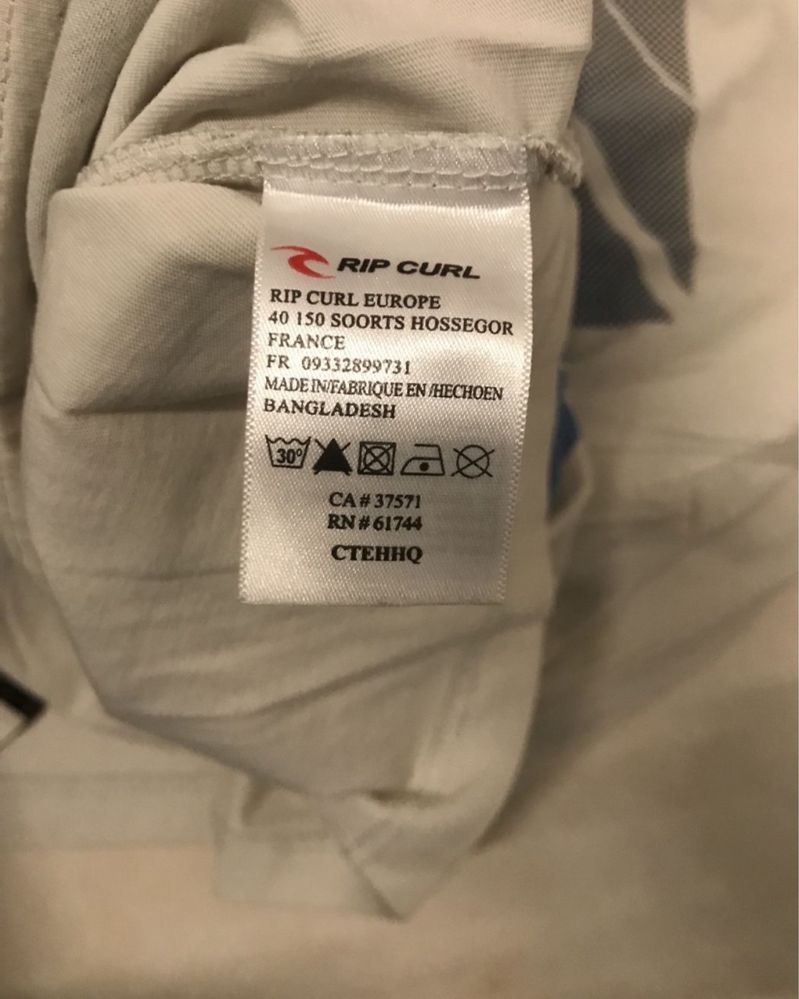 RIP CURL
RIP CURL EUROPE
40 150 SOORTS HOSSEGOR
FRANCE
FR 09332899731
MADE IN/FABRIQUE EN /HECHOEN
BANGLADESH
30°
CA # 37571
RN # 61744
CTEHHQ